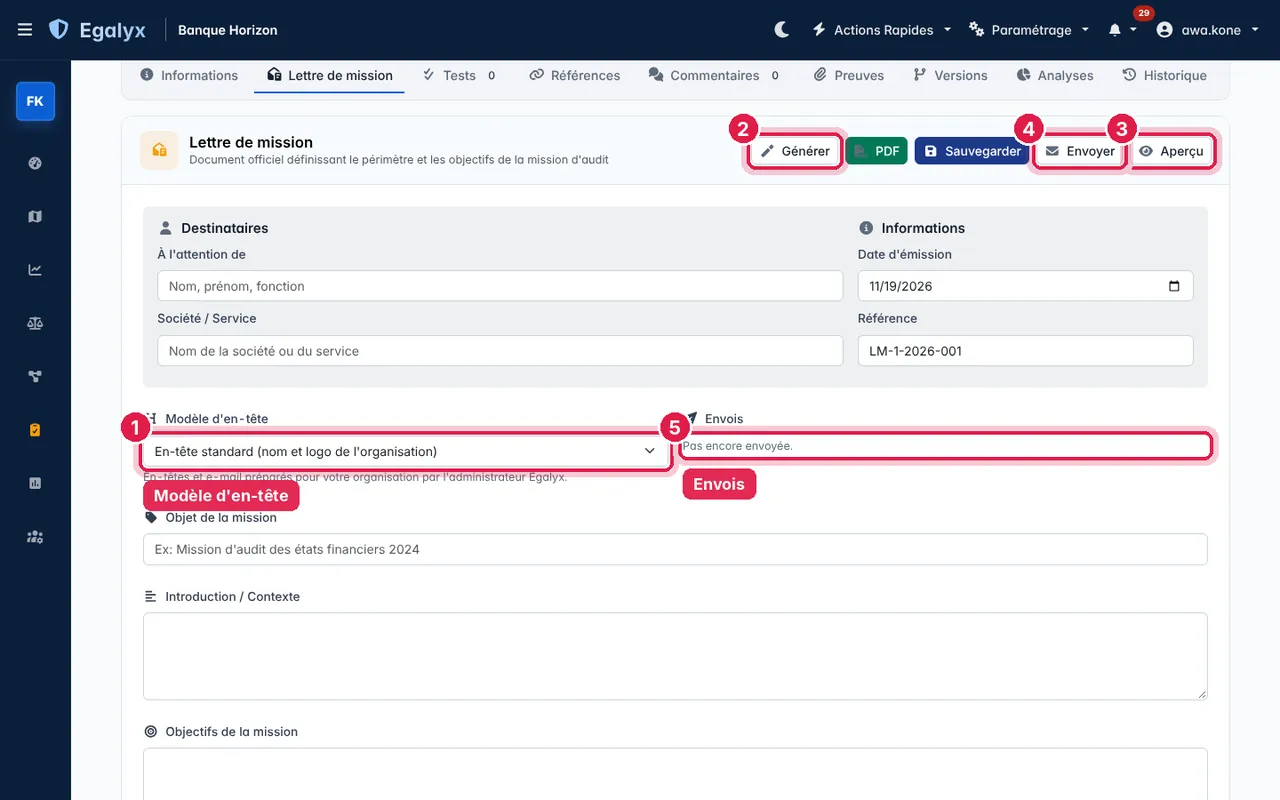 Egalyx
Banque Horizon
Actions Rapides
Paramétrage
29
awa.kone
FK
Informations
Lettre de mission
Tests 0
Références
Commentaires 0
Preuves
Versions
Analyses
Historique
Lettre de mission
Document officiel définissant le périmètre et les objectifs de la mission d'audit
2
Générer
PDF
Sauvegarder
4
Envoyer
3
Aperçu
Destinataires
À l'attention de
Nom, prénom, fonction
Société / Service
Nom de la société ou du service
Informations
Date d'émission
11/19/2026
Référence
LM-1-2026-001
1
Modèle d'en-tête
En-tête standard (nom et logo de l'organisation)
En-têtes et e-mail préparés pour votre organisation par l'administrateur Egalyx.
Modèle d'en-tête
5
Envois
Pas encore envoyée.
Envois
Objet de la mission
Ex: Mission d'audit des états financiers 2024
Introduction / Contexte
Objectifs de la mission